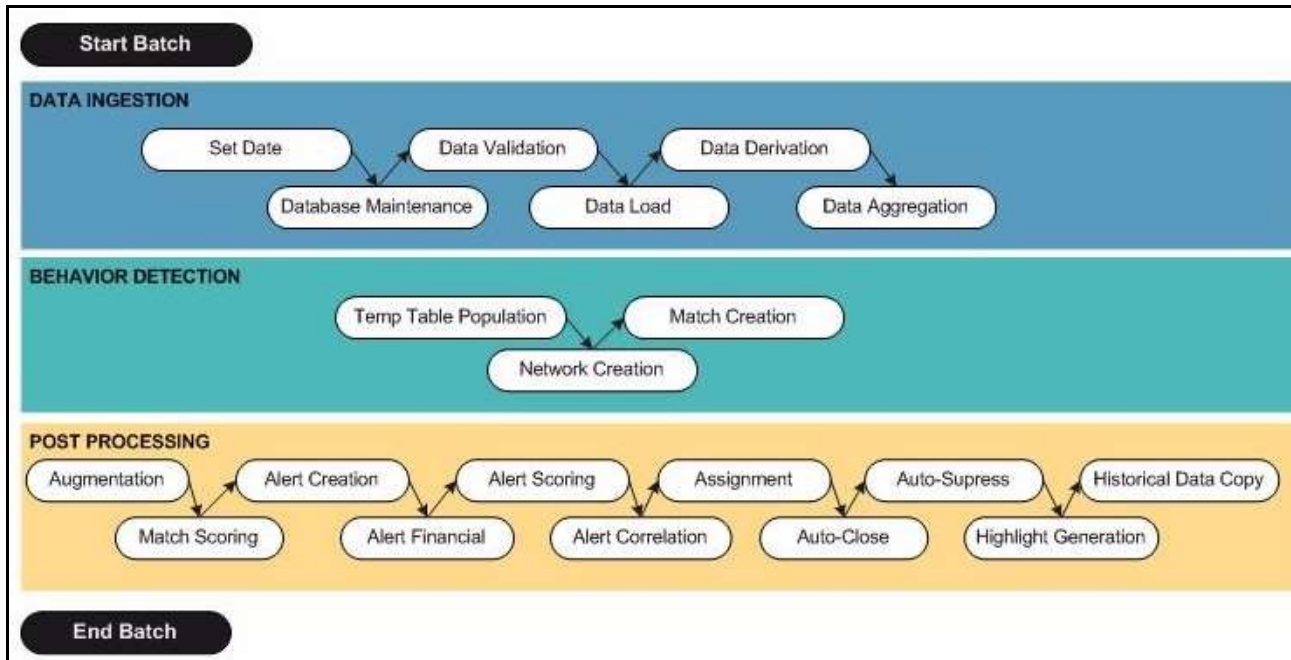 Start Batch
DATA INGESTION
Set Date
Data Validation
Data Derivation
Database Maintenance
Data Load
Data Aggregation
BEHAVIOR DETECTION
Temp Table Population
Match Creation
Network Creation
POST PROCESSING
Augmentation
Alert Creation
Alert Scoring
Assignment
Auto-Supress
Historical Data Copy
Match Scoring
Alert Financial
Alert Correlation
Auto-Close
Highlight Generation
End Batch